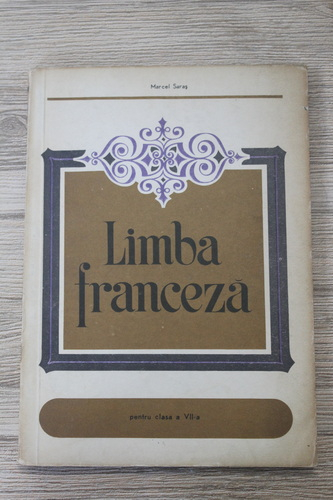 Marcel Saraș
Limba
franceză
pentru clasa a VII-a